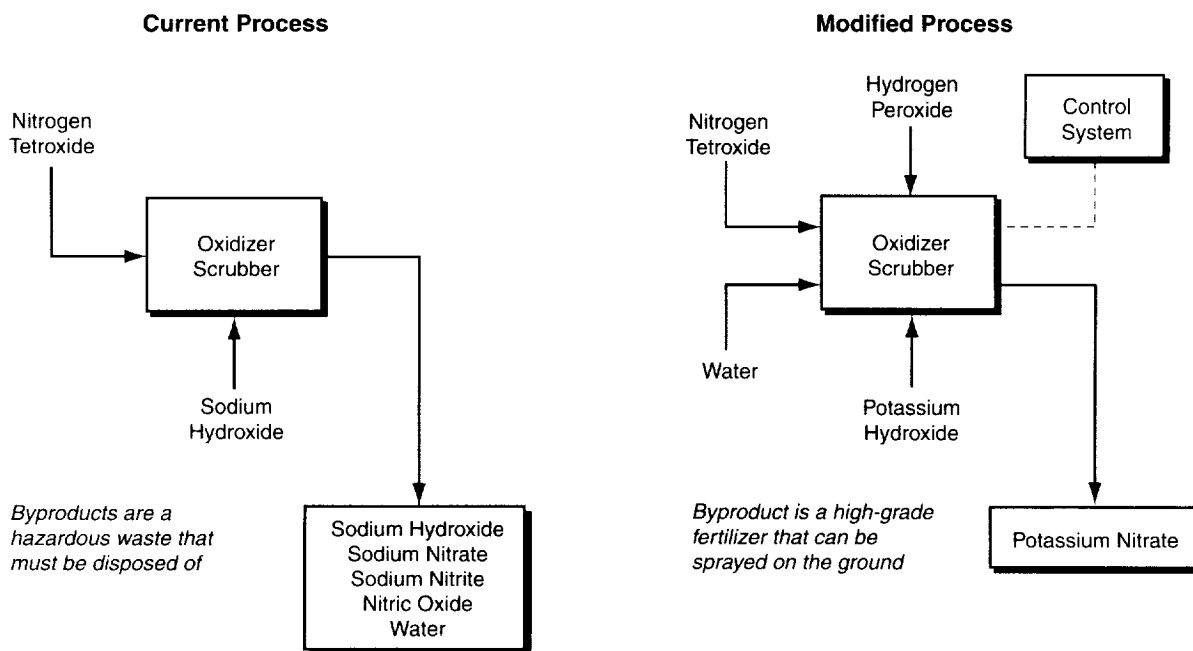 Current Process
Nitrogen
Tetroxide
Oxidizer
Scrubber
Sodium
Hydroxide
Byproducts are a
hazardous waste that
must be disposed of
Sodium Hydroxide
Sodium Nitrate
Sodium Nitrite
Nitric Oxide
Water
Modified Process
Hydrogen
Peroxide
Control
System
Nitrogen
Tetroxide
Oxidizer
Scrubber
Water
Potassium
Hydroxide
Byproduct is a high-grade
fertilizer that can be
sprayed on the ground
Potassium Nitrate